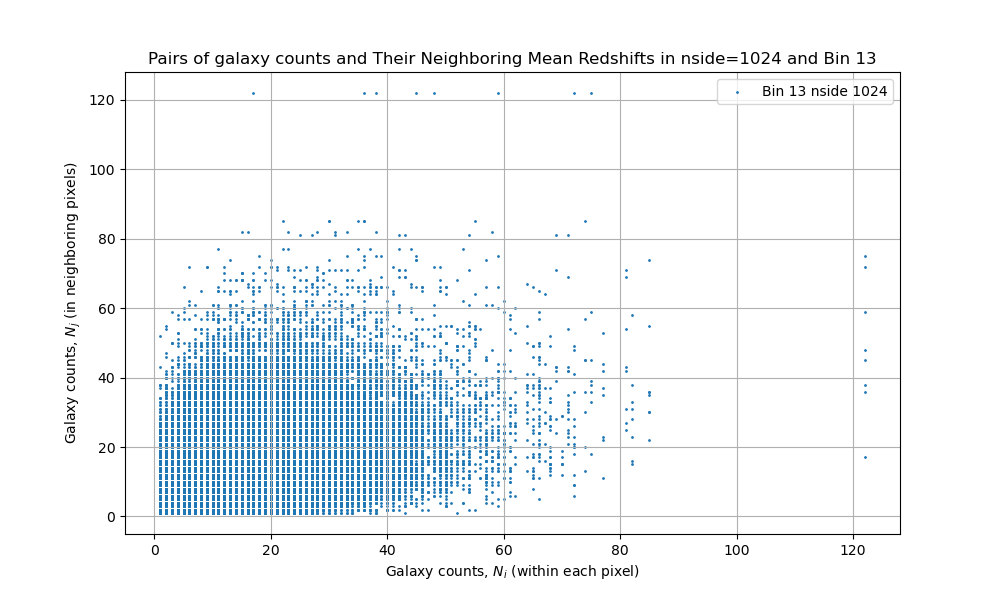 Pairs of galaxy counts and Their Neighboring Mean Redshifts in nside=1024 and Bin 13
Bin 13 nside 1024
120
100
80
60
40
20
0
Galaxy counts, N_j (in neighboring pixels)
0 20 40 60 80 100 120
Galaxy counts, N_i (within each pixel)